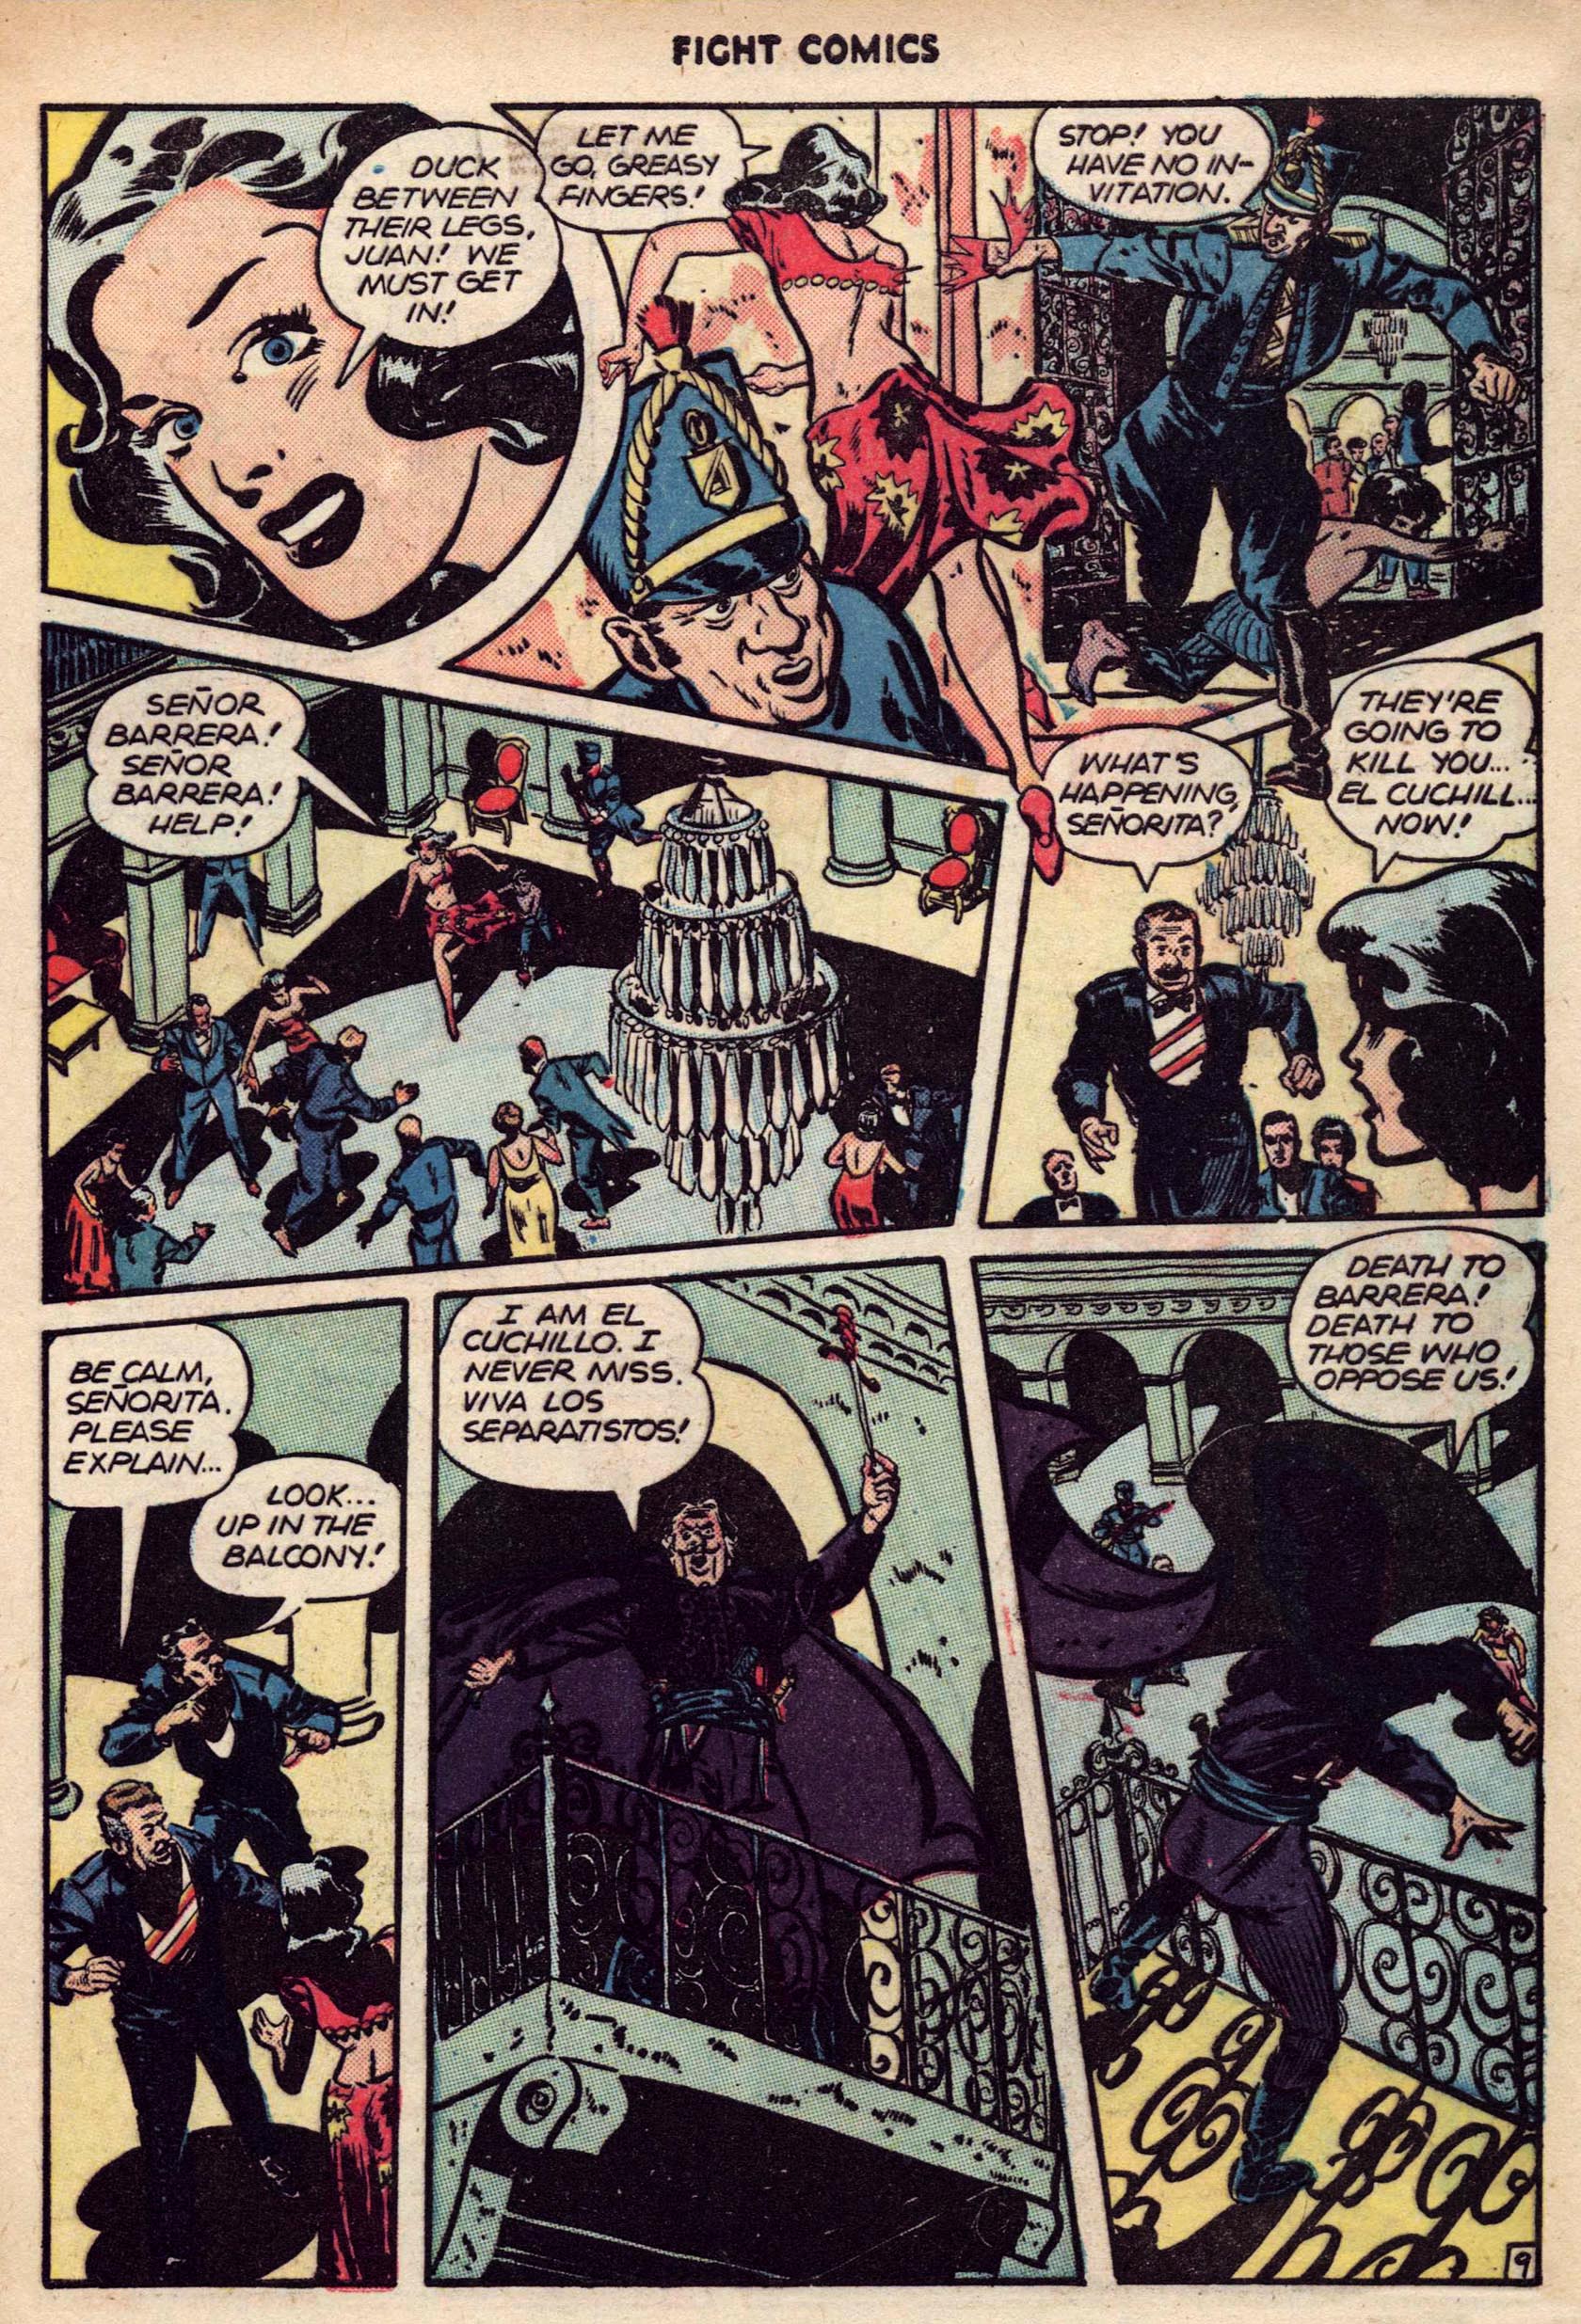 FIGHT COMICS
DUCK
BETWEEN
THEIR LEGS,
JUAN! WE
MUST GET
IN!
LET ME
GO, GREASY
FINGERS!
STOP! YOU
HAVE NO IN-
VITATION.
SEÑOR
BARRERA!
SEÑOR
BARRERA!
HELP!
WHAT'S
HAPPENING,
SEÑORITA?
THEY'RE
GOING TO
KILL YOU...
EL CUCHILL...
NOW!
BE CALM,
SEÑORITA.
PLEASE
EXPLAIN...
LOOK...
UP IN THE
BALCONY!
I AM EL
CUCHILLO. I
NEVER MISS.
VIVA LOS
SEPARATISTOS!
DEATH TO
BARRERA!
DEATH TO
THOSE WHO
OPPOSE US!
9